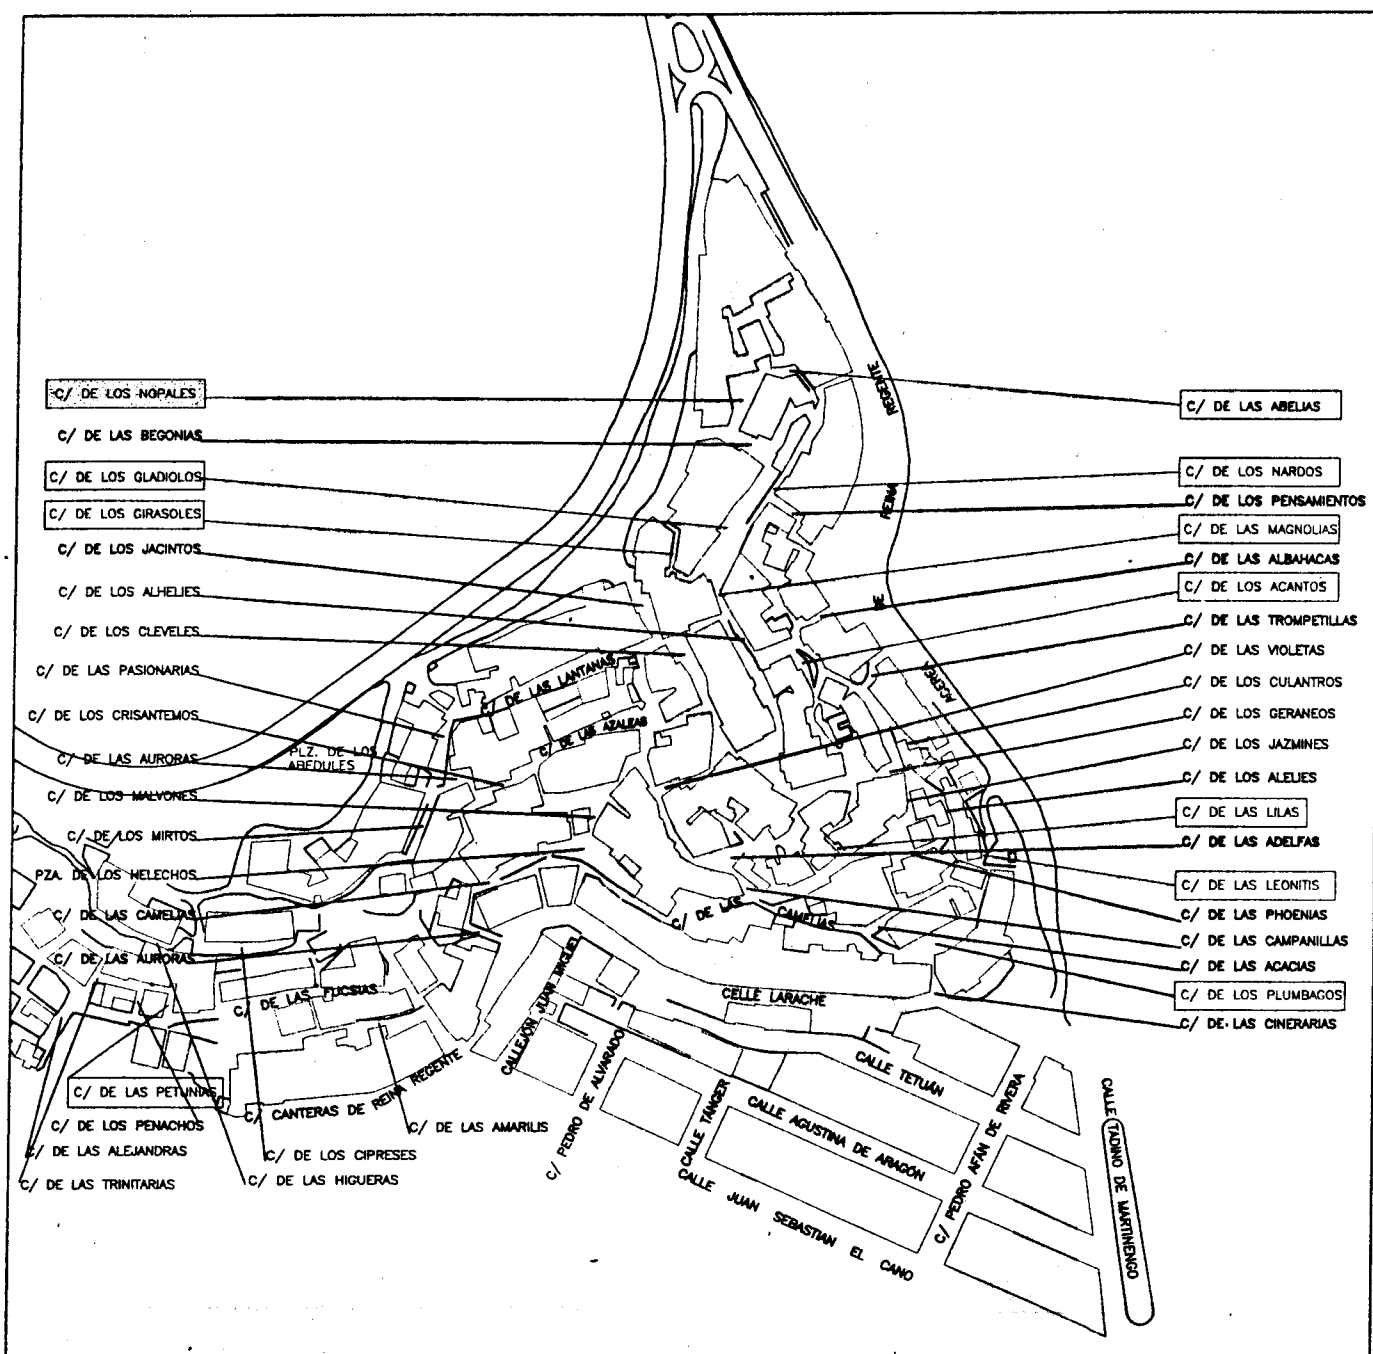 C/ DE LOS NOPALES
C/ DE LAS BEGONIAS
C/ DE LOS GLADIOLOS
C/ DE LOS GIRASOLES
C/ DE LOS JACINTOS
C/ DE LOS ALHELIES
C/ DE LOS CLEVELES
C/ DE LAS PASIONARIAS
C/ DE LOS CRISANTEMOS
C/ DE LAS AURORAS
C/ DE LOS MALVONES
C/ DE LOS MIRTOS
PZA. DE LOS HELECHOS
C/ DE LAS CAMELIAS
C/ DE LAS AURORAS
C/ DE LAS PETUNIAS
C/ DE LOS PENACHOS
C/ DE LAS ALEJANDRAS
C/ DE LAS TRINITARIAS
C/ DE LOS CIPRESES
C/ DE LAS HIGUERAS
C/ DE LAS AMARILIS
PLZ. DE LOS
ABEDULES
C/ DE LAS LANTANAS
C/ DE LAS AZALEAS
C/ DE LAS FUCSIAS
C/ CANTERAS DE REINA REGENTE
CALLEJÓN JUAN MIGUEL
C/ DE LAS CAMELIAS
CELLE LARACHE
CALLE TETUÁN
C/ PEDRO DE ALVARADO
CALLE TÁNGER
CALLE AGUSTINA DE ARAGÓN
CALLE JUAN SEBASTIAN EL CANO
C/ PEDRO AFÁN DE RIVERA
CALLE TADINO DE MARTINENGO
ACERA DE REINA REGENTE
C/ DE LAS ABELIAS
C/ DE LOS NARDOS
C/ DE LOS PENSAMIENTOS
C/ DE LAS MAGNOLIAS
C/ DE LAS ALBAHACAS
C/ DE LOS ACANTOS
C/ DE LAS TROMPETILLAS
C/ DE LAS VIOLETAS
C/ DE LOS CULANTROS
C/ DE LOS GERANEOS
C/ DE LOS JAZMINES
C/ DE LOS ALELIES
C/ DE LAS LILAS
C/ DE LAS ADELFAS
C/ DE LAS LEONITIS
C/ DE LAS PHOENIAS
C/ DE LAS CAMPANILLAS
C/ DE LAS ACACIAS
C/ DE LOS PLUMBAGOS
C/ DE LAS CINERARIAS